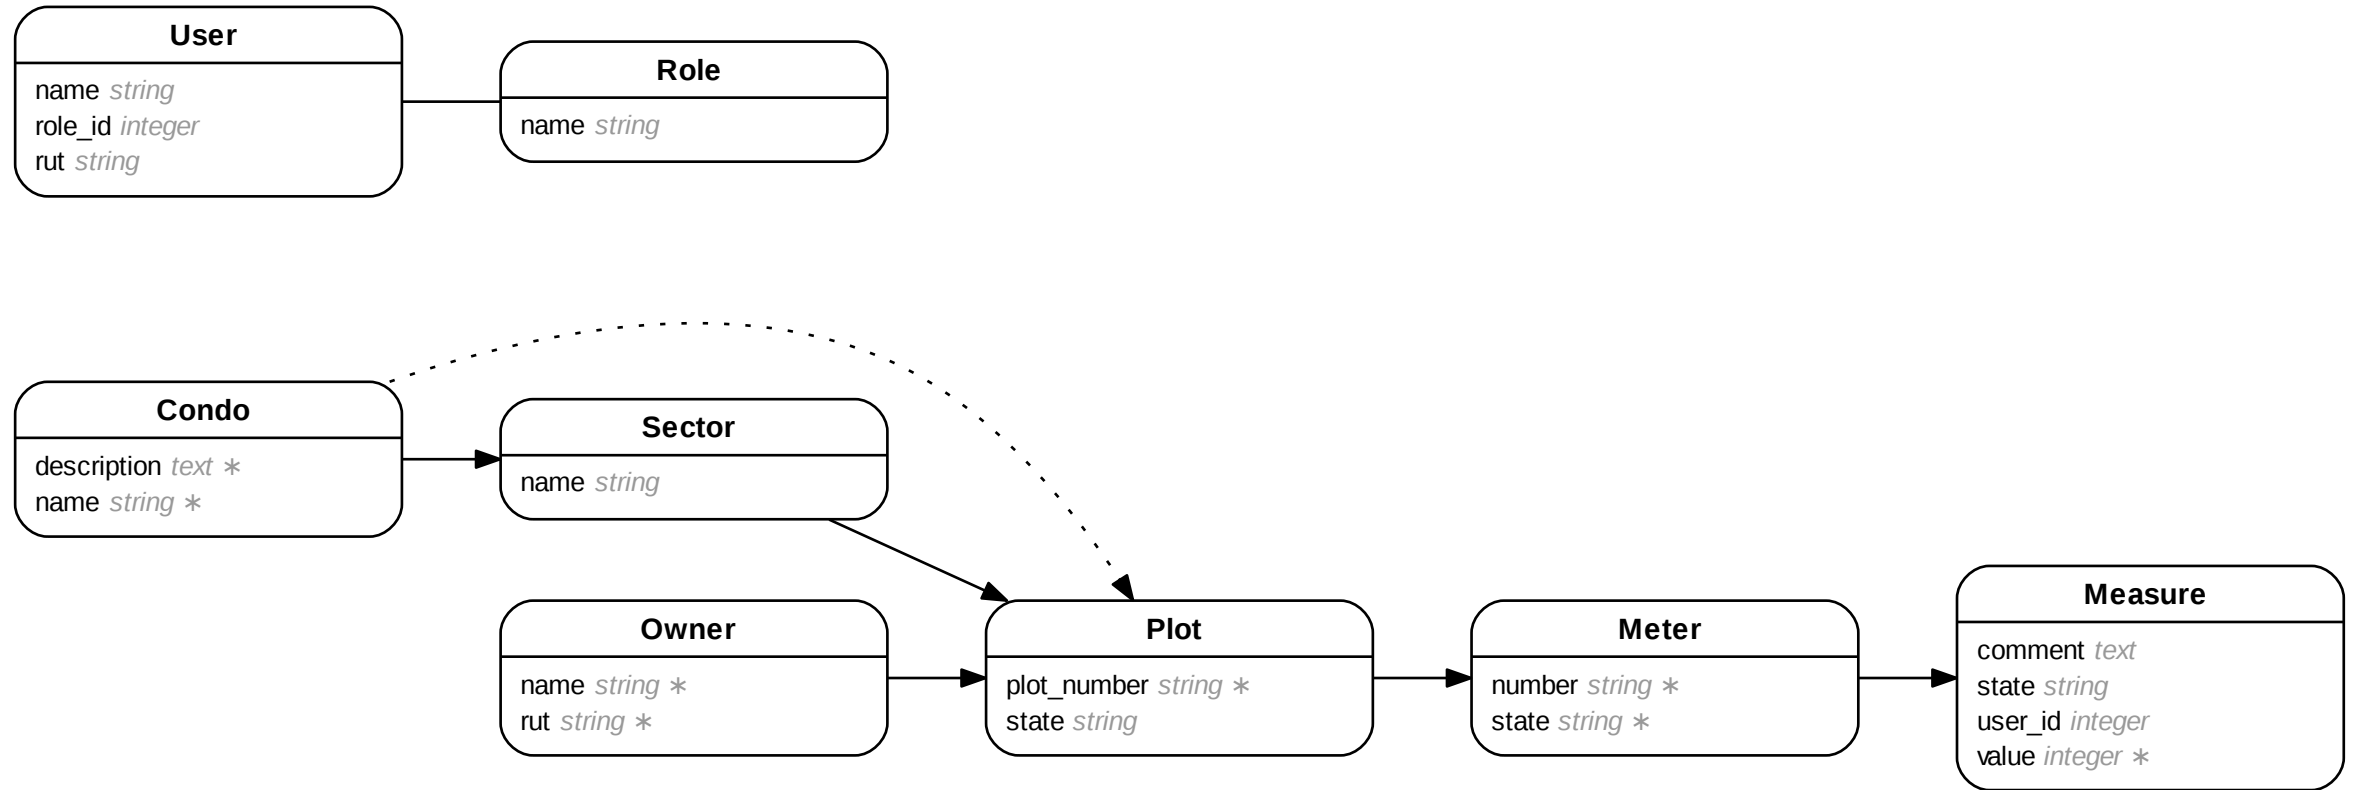 User
name string
role_id integer
rut string
Role
name string
Condo
description text ∗
name string ∗
Sector
name string
Owner
name string ∗
rut string ∗
Plot
plot_number string ∗
state string
Meter
number string ∗
state string ∗
Measure
comment text
state string
user_id integer
value integer ∗